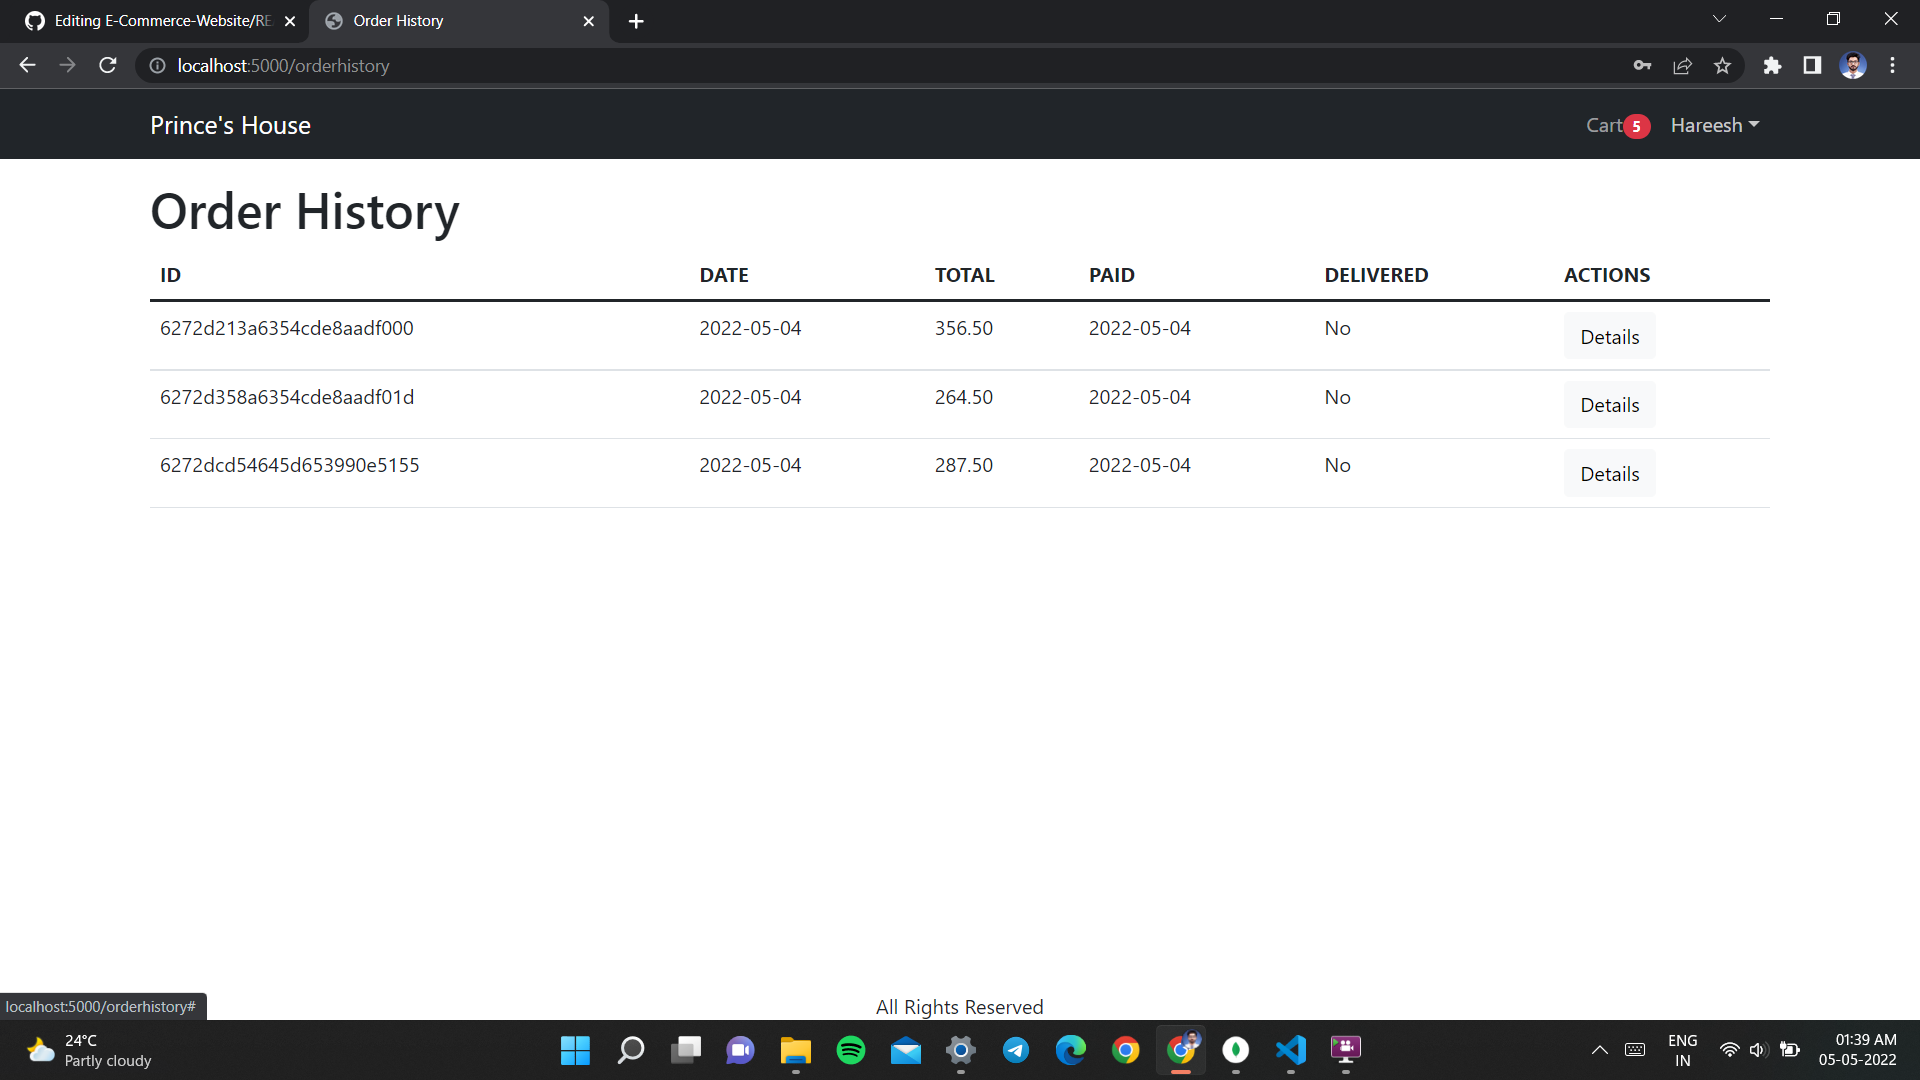 Editing E-Commerce-Website/RE
Order History
localhost:5000/orderhistory
Prince's House
Cart 5 Hareesh
Order History
ID DATE TOTAL PAID DELIVERED ACTIONS
6272d213a6354cde8aadf000 2022-05-04 356.50 2022-05-04 No Details
6272d358a6354cde8aadf01d 2022-05-04 264.50 2022-05-04 No Details
6272dcd54645d653990e5155 2022-05-04 287.50 2022-05-04 No Details
localhost:5000/orderhistory#
All Rights Reserved
24°C
Partly cloudy
ENG
IN
01:39 AM
05-05-2022